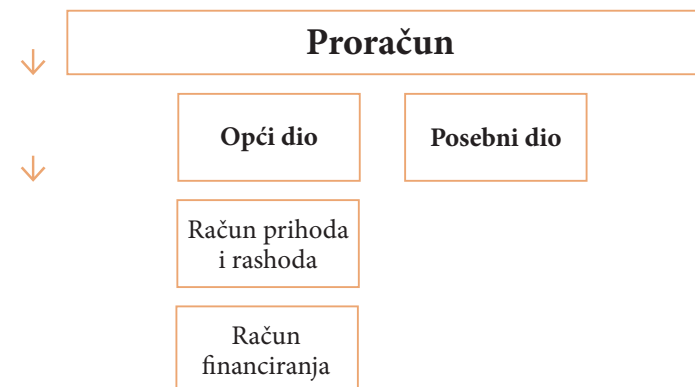 Proračun
Opći dio
Posebni dio
Račun prihoda
i rashoda
Račun
financiranja